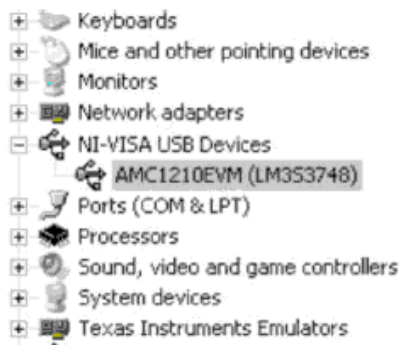 Keyboards
Mice and other pointing devices
Monitors
Network adapters
NI-VISA USB Devices
AMC1210EVM (LM3S3748)
Ports (COM & LPT)
Processors
Sound, video and game controllers
System devices
Texas Instruments Emulators